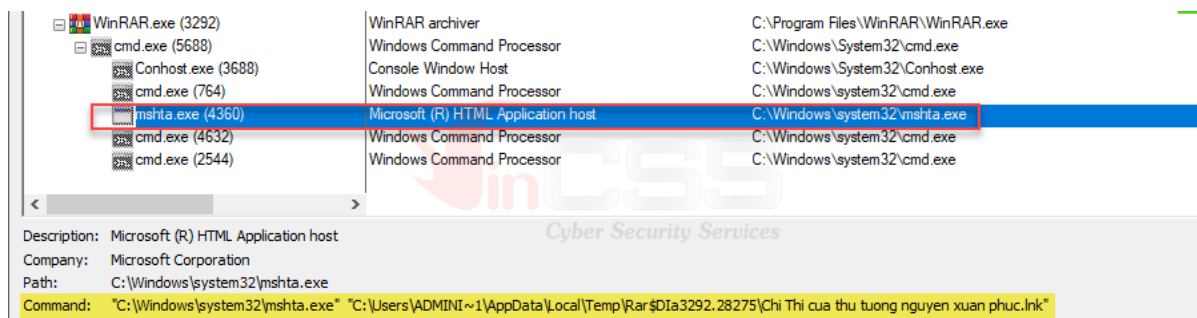 WinRAR.exe (3292) WinRAR archiver C:\Program Files\WinRAR\WinRAR.exe
cmd.exe (5688) Windows Command Processor C:\Windows\System32\cmd.exe
Conhost.exe (3688) Console Window Host C:\Windows\System32\Conhost.exe
cmd.exe (764) Windows Command Processor C:\Windows\system32\cmd.exe
mshta.exe (4360) Microsoft (R) HTML Application host C:\Windows\system32\mshta.exe
cmd.exe (4632) Windows Command Processor C:\Windows\system32\cmd.exe
cmd.exe (2544) Windows Command Processor C:\Windows\system32\cmd.exe
inCSS
Cyber Security Services
Description: Microsoft (R) HTML Application host
Company: Microsoft Corporation
Path: C:\Windows\system32\mshta.exe
Command: "C:\Windows\system32\mshta.exe" "C:\Users\ADMINI~1\AppData\Local\Temp\Rar$DIa3292.28275\Chi Thi cua thu tuong nguyen xuan phuc.lnk"